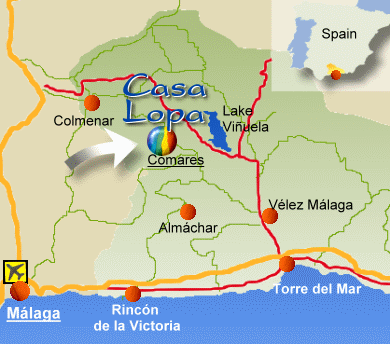 Spain
Casa
Lopa
Lake
Viñuela
Colmenar
Comares
Vélez Málaga
Almáchar
Torre del Mar
Málaga
Rincón
de la Victoria